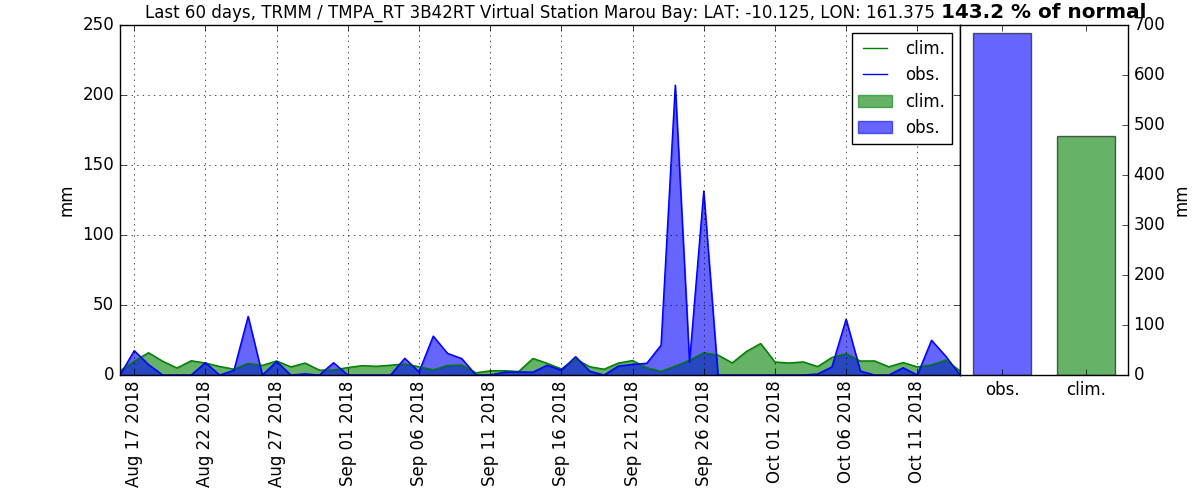 Last 60 days, TRMM / TMPA_RT 3B42RT Virtual Station Marou Bay: LAT: -10.125, LON: 161.375 143.2 % of normal
250
200
150
100
50
0
mm
clim.
obs.
clim.
obs.
700
600
500
400
300
200
100
0
mm
obs.
clim.
Aug 17 2018
Aug 22 2018
Aug 27 2018
Sep 01 2018
Sep 06 2018
Sep 11 2018
Sep 16 2018
Sep 21 2018
Sep 26 2018
Oct 01 2018
Oct 06 2018
Oct 11 2018